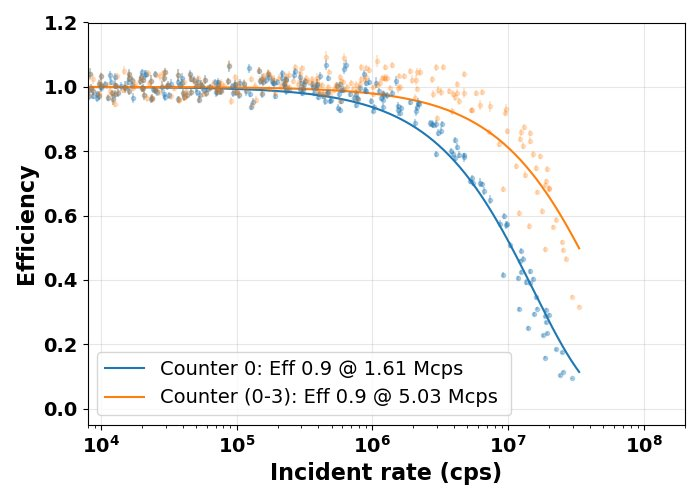 1.2
1.0
0.8
0.6
0.4
0.2
0.0
Efficiency
Counter 0: Eff 0.9 @ 1.61 Mcps
Counter (0-3): Eff 0.9 @ 5.03 Mcps
10⁴ 10⁵ 10⁶ 10⁷ 10⁸
Incident rate (cps)